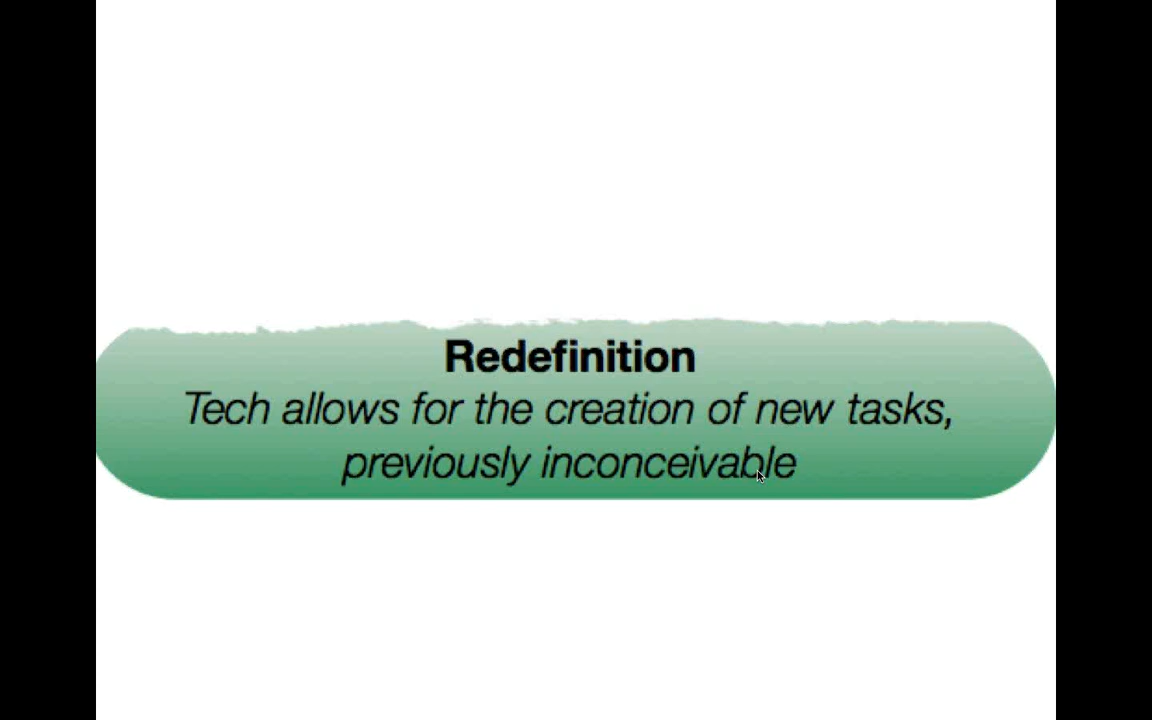 Redefinition
Tech allows for the creation of new tasks,
previously inconceivable